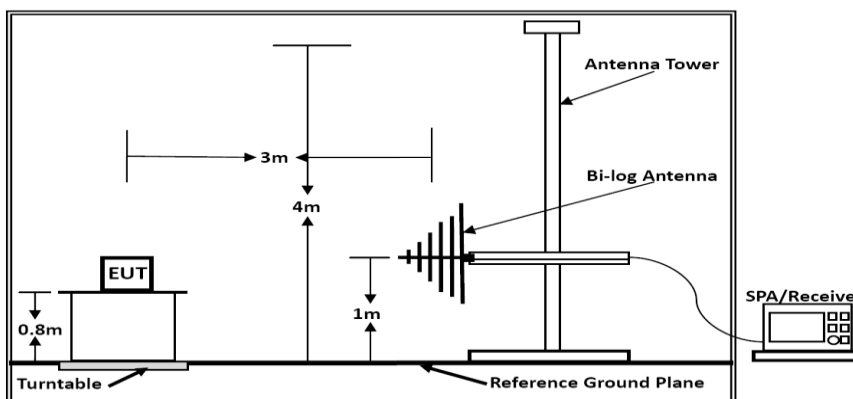 Antenna Tower
3m
Bi-log Antenna
4m
EUT
SPA/Receive
0.8m
1m
Turntable
Reference Ground Plane